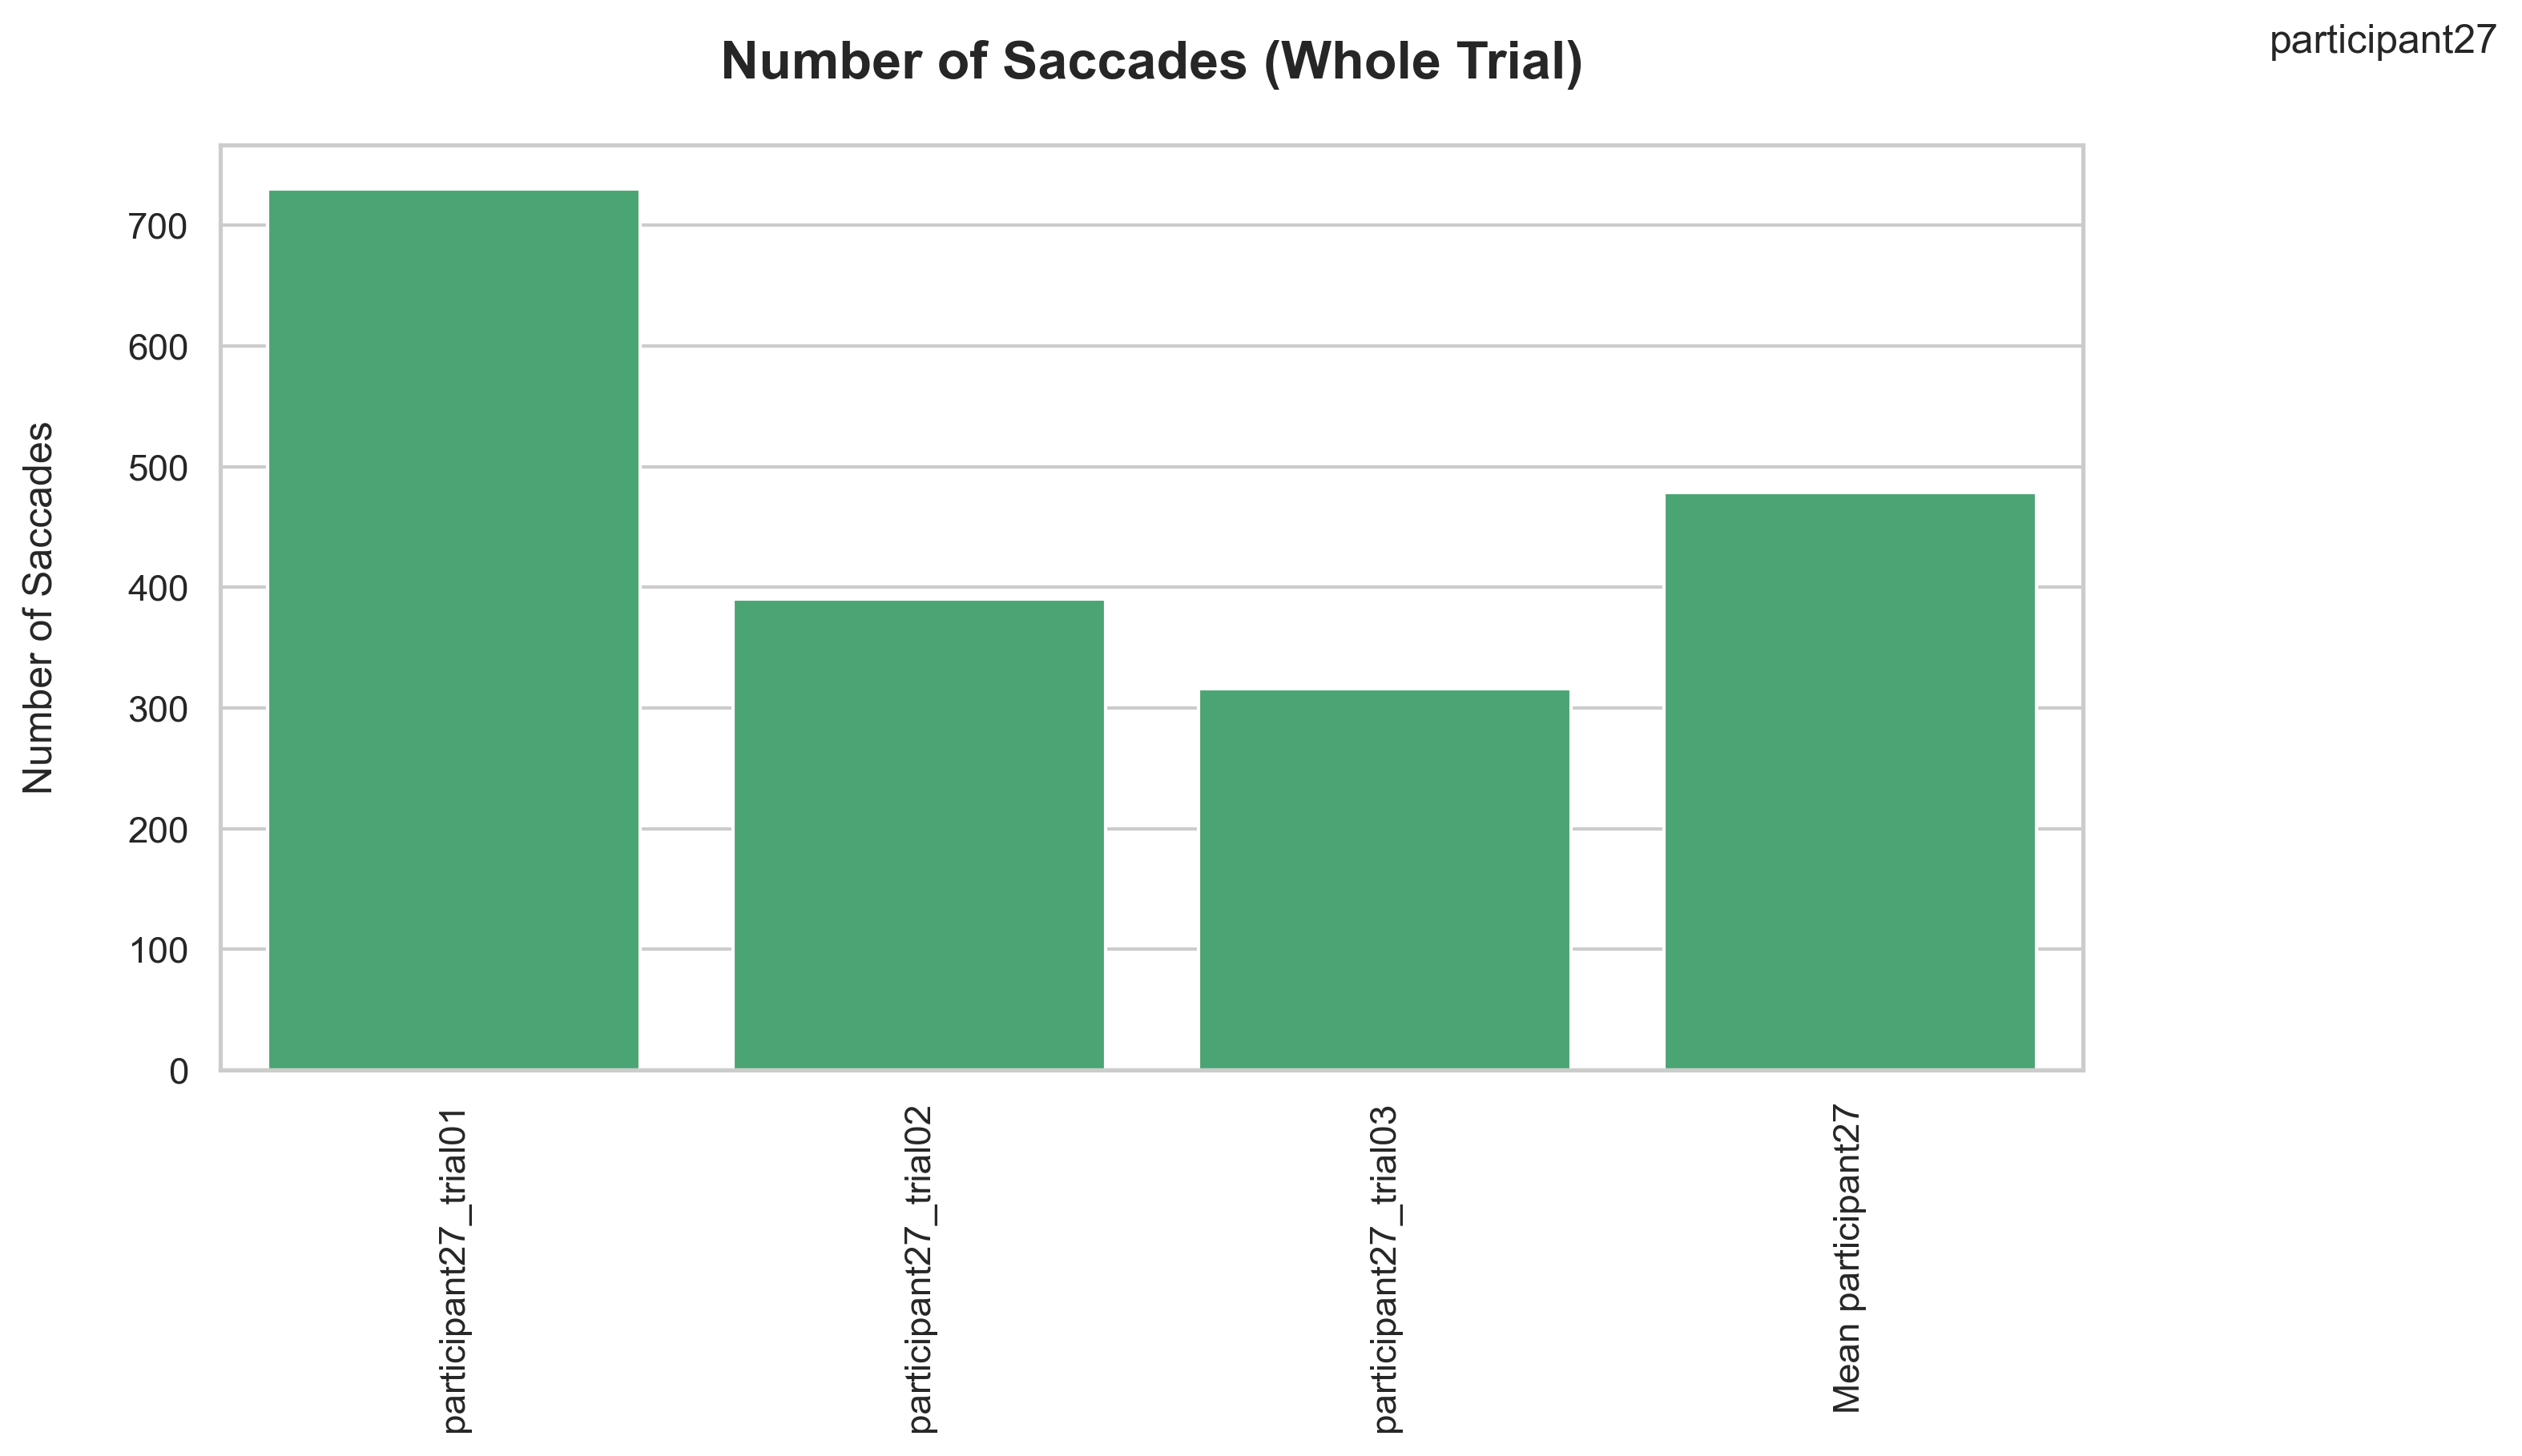 participant27
Number of Saccades (Whole Trial)
Number of Saccades
700
600
500
400
300
200
100
0
participant27_trial01
participant27_trial02
participant27_trial03
Mean participant27